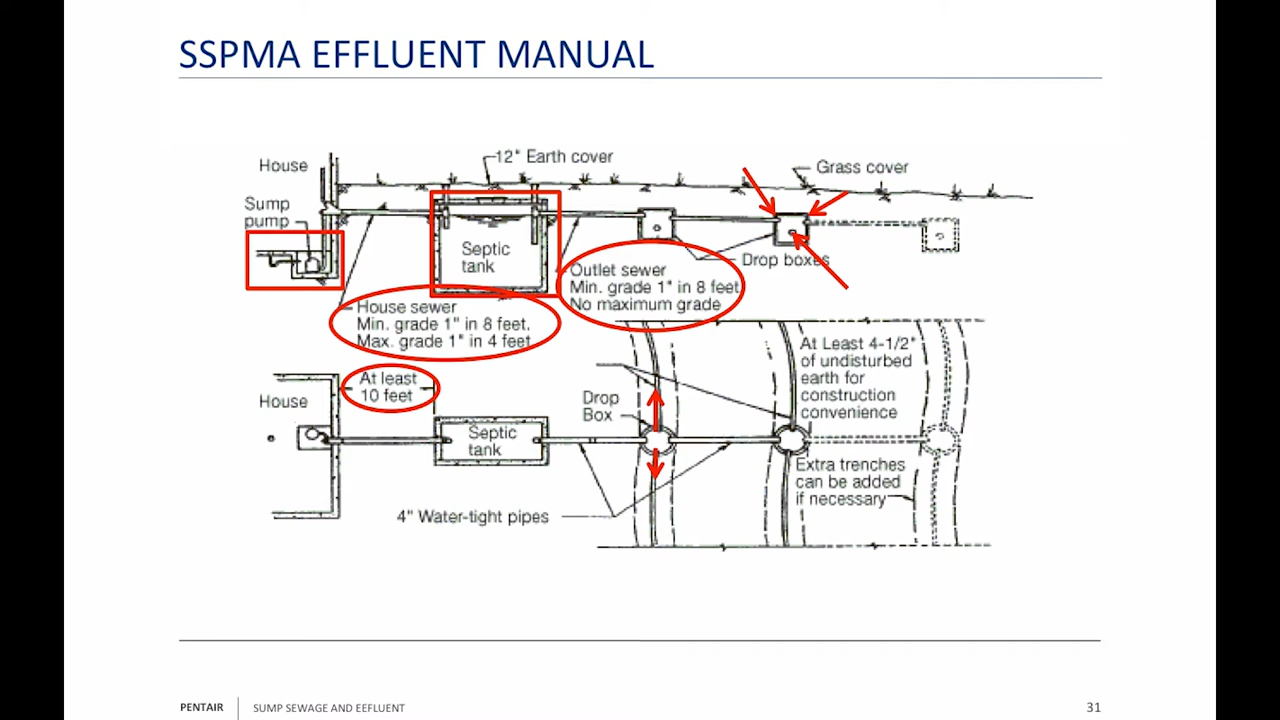 SSPMA EFFLUENT MANUAL
12" Earth cover
House
Grass cover
Sump
pump
Septic
tank
Drop boxes
Outlet sewer
Min. grade 1" in 8 feet
No maximum grade
House sewer
Min. grade 1" in 8 feet.
Max. grade 1" in 4 feet
At Least 4-1/2"
of undisturbed
earth for
construction
convenience
At least
10 feet
House
Drop
Box
Septic
tank
Extra trenches
can be added
if necessary
4" Water-tight pipes
PENTAIR
SUMP SEWAGE AND EEFLUENT
31